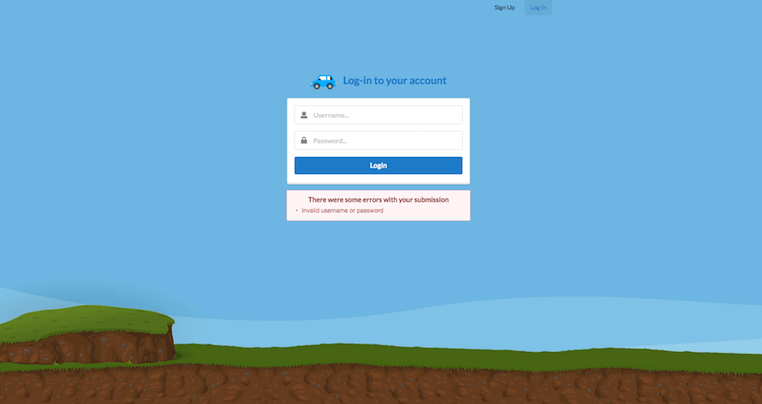 Sign Up
Log In
Log-in to your account
Username...
Password...
Login
There were some errors with your submission
Invalid username or password